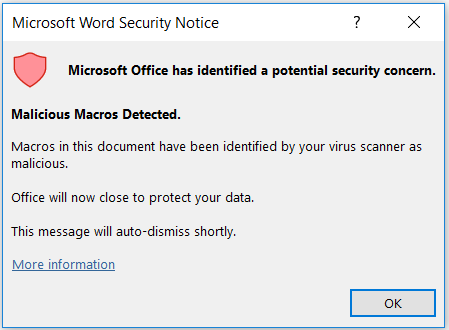 Microsoft Word Security Notice
?
Microsoft Office has identified a potential security concern.
Malicious Macros Detected.
Macros in this document have been identified by your virus scanner as
malicious.
Office will now close to protect your data.
This message will auto-dismiss shortly.
More information
OK